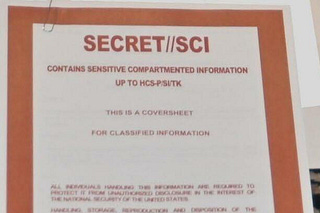 SECRET//SCI
CONTAINS SENSITIVE COMPARTMENTED INFORMATION
UP TO HCS-P/SI/TK
THIS IS A COVERSHEET
FOR CLASSIFIED INFORMATION
ALL INDIVIDUALS HANDLING THIS INFORMATION ARE REQUIRED TO
PROTECT IT FROM UNAUTHORIZED DISCLOSURE IN THE INTEREST OF
THE NATIONAL SECURITY OF THE UNITED STATES.
HANDLING, STORAGE, REPRODUCTION AND DISPOSITION OF THE